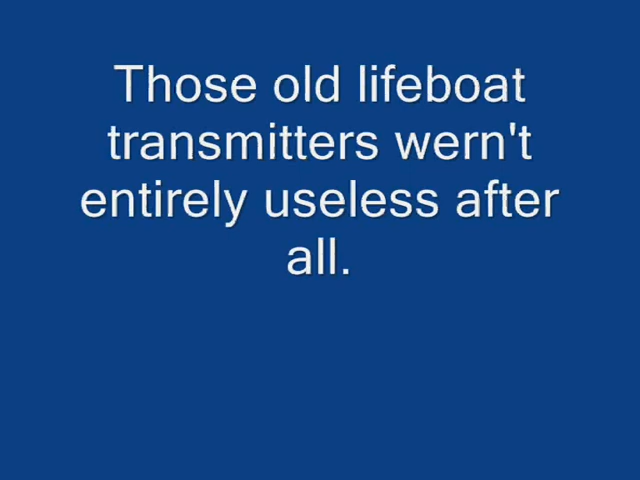 Those old lifeboat
transmitters wern't
entirely useless after
all.